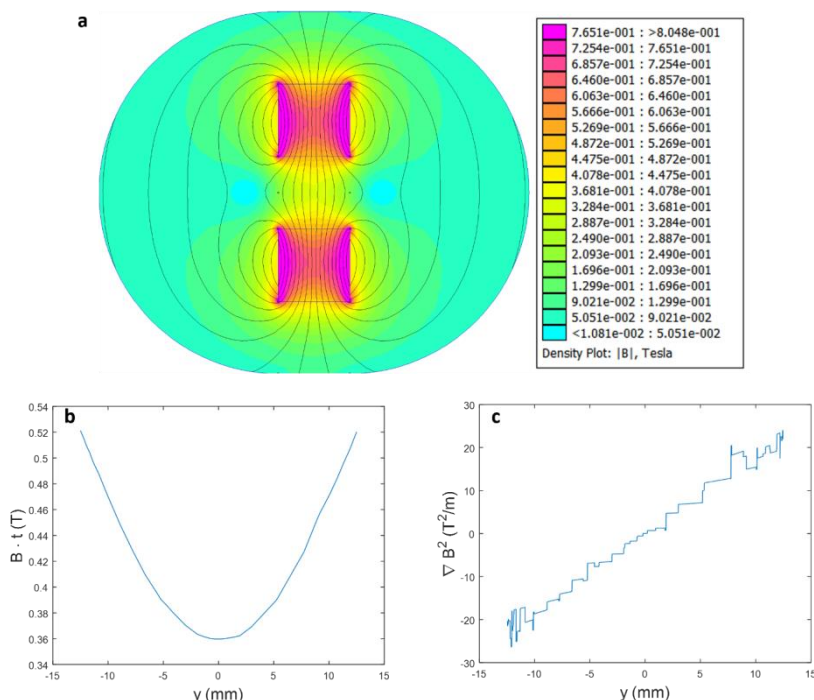 a
7.651e-001 : >8.048e-001
7.254e-001 : 7.651e-001
6.857e-001 : 7.254e-001
6.460e-001 : 6.857e-001
6.063e-001 : 6.460e-001
5.666e-001 : 6.063e-001
5.269e-001 : 5.666e-001
4.872e-001 : 5.269e-001
4.475e-001 : 4.872e-001
4.078e-001 : 4.475e-001
3.681e-001 : 4.078e-001
3.284e-001 : 3.681e-001
2.887e-001 : 3.284e-001
2.490e-001 : 2.887e-001
2.093e-001 : 2.490e-001
1.696e-001 : 2.093e-001
1.299e-001 : 1.696e-001
9.021e-002 : 1.299e-001
5.051e-002 : 9.021e-002
<1.081e-002 : 5.051e-002
Density Plot: |B|, Tesla
b
0.54
0.52
0.5
0.48
0.46
0.44
0.42
0.4
0.38
0.36
0.34
B · t (T)
-15 -10 -5 0 5 10 15
y (mm)
c
30
20
10
0
-10
-20
-30
∇ B² (T²/m)
-15 -10 -5 0 5 10 15
y (mm)